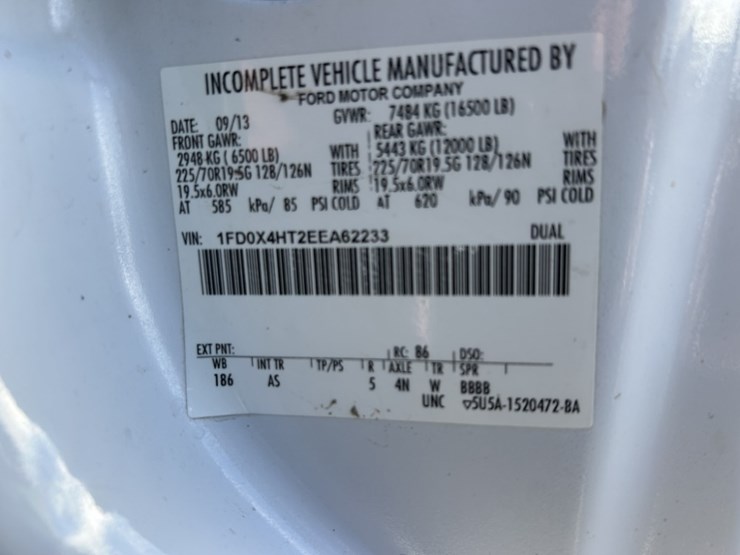 INCOMPLETE VEHICLE MANUFACTURED BY
FORD MOTOR COMPANY
DATE: 09/13 GVWR: 7484 KG (16500 LB)
FRONT GAWR: REAR GAWR:
2948 KG ( 6500 LB) WITH 5443 KG (12000 LB) WITH
225/70R19.5G 128/126N TIRES 225/70R19.5G 128/126N TIRES
19.5x6.0RW RIMS 19.5x6.0RW RIMS
AT 585 kPa/ 85 PSI COLD AT 620 kPa/ 90 PSI COLD
VIN: 1FD0X4HT2EEA62233 DUAL
EXT PNT: RC: 86 DSO:
WB INT TR TP/PS R AXLE TR SPR
186 AS 5 4N W BBBB
UNC ▽5U5A-1520472-BA